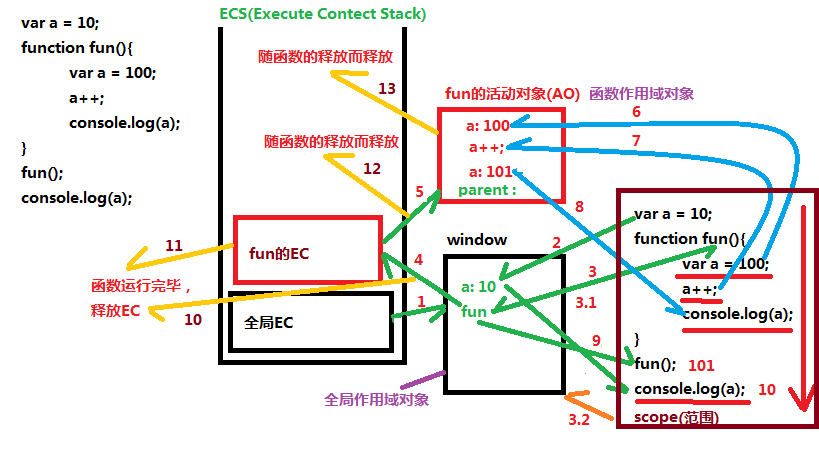 var a = 10;
function fun(){
var a = 100;
a++;
console.log(a);
}
fun();
console.log(a);
ECS(Execute Contect Stack)
随函数的释放而释放
13
随函数的释放而释放
12
11
fun的EC
函数运行完毕，
释放EC
10
全局EC
fun的活动对象(AO)
函数作用域对象
a: 100
a++;
a: 101
parent :
5
4
1
6
7
8
window
2
a: 10
fun
3
3.1
9
全局作用域对象
3.2
var a = 10;
function fun(){
var a = 100;
a++;
console.log(a);
}
fun();
101
console.log(a);
10
scope(范围)